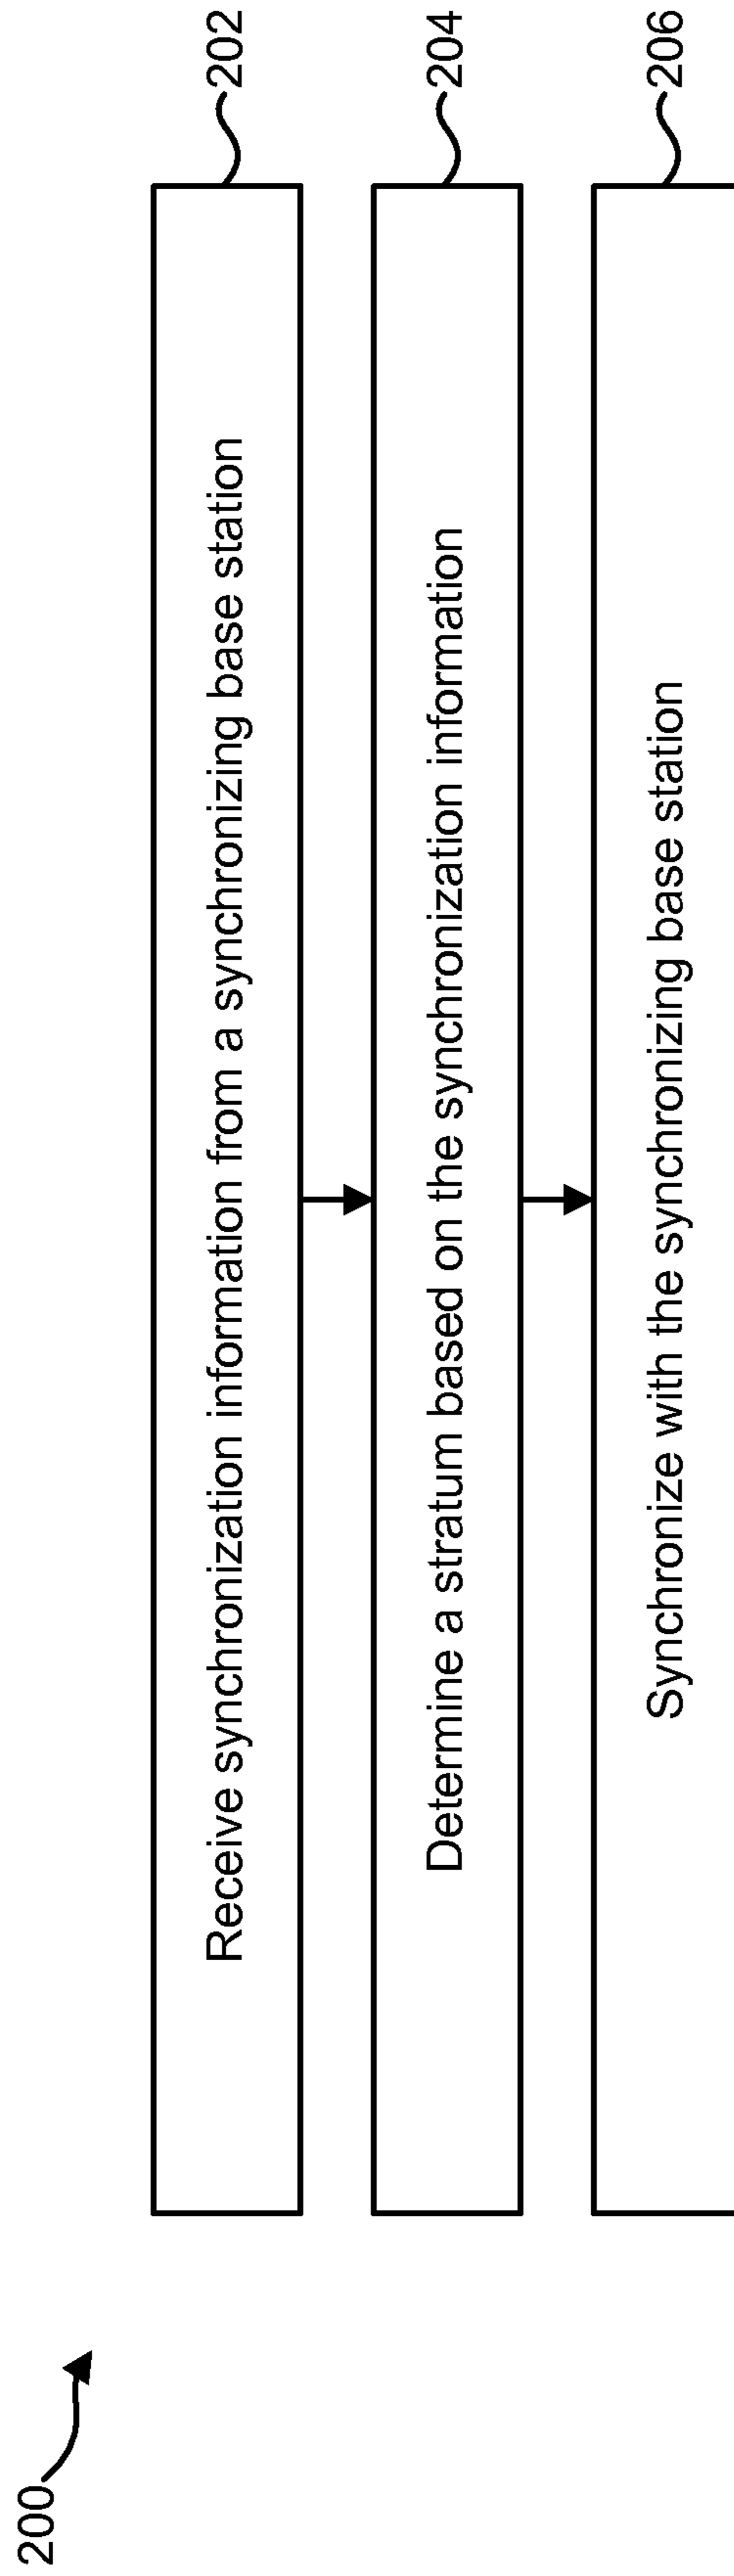 200
Receive synchronization information from a synchronizing base station
202
Determine a stratum based on the synchronization information
204
Synchronize with the synchronizing base station
206